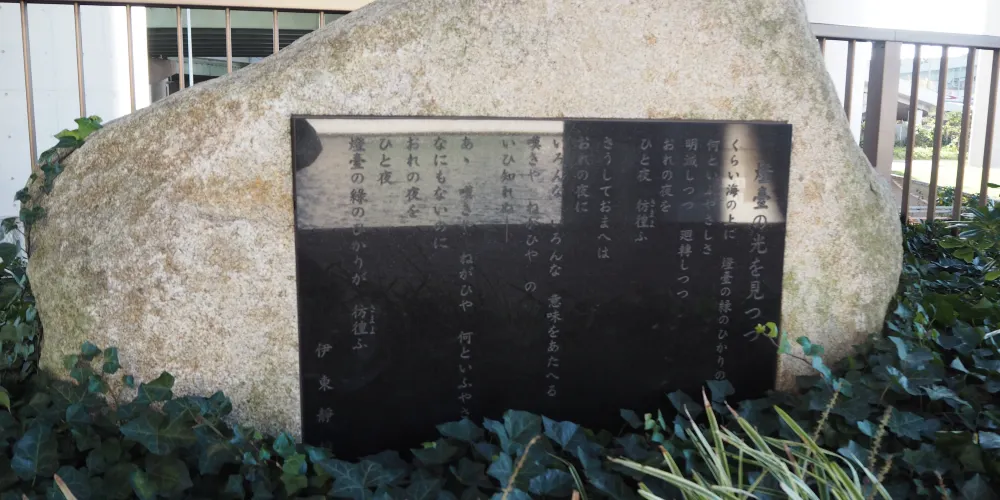 燈臺の光を見つつ
くらい海の上に　燈臺の緑のひかりの
何といふやさしさ
明滅しつつ　廻転しつつ
おれの夜を
ひと夜　彷徨ふ
さうしておまへは
おれの夜に
いろんな　いろんな　意味をあたへる
嘆きや　ねがひや　の
いひ知れぬ
あゝ　嘆きや　ねがひや　何といふやさ
なにもないのに
おれの夜を
ひと夜
燈臺の緑のひかりが　彷徨ふ
伊東靜